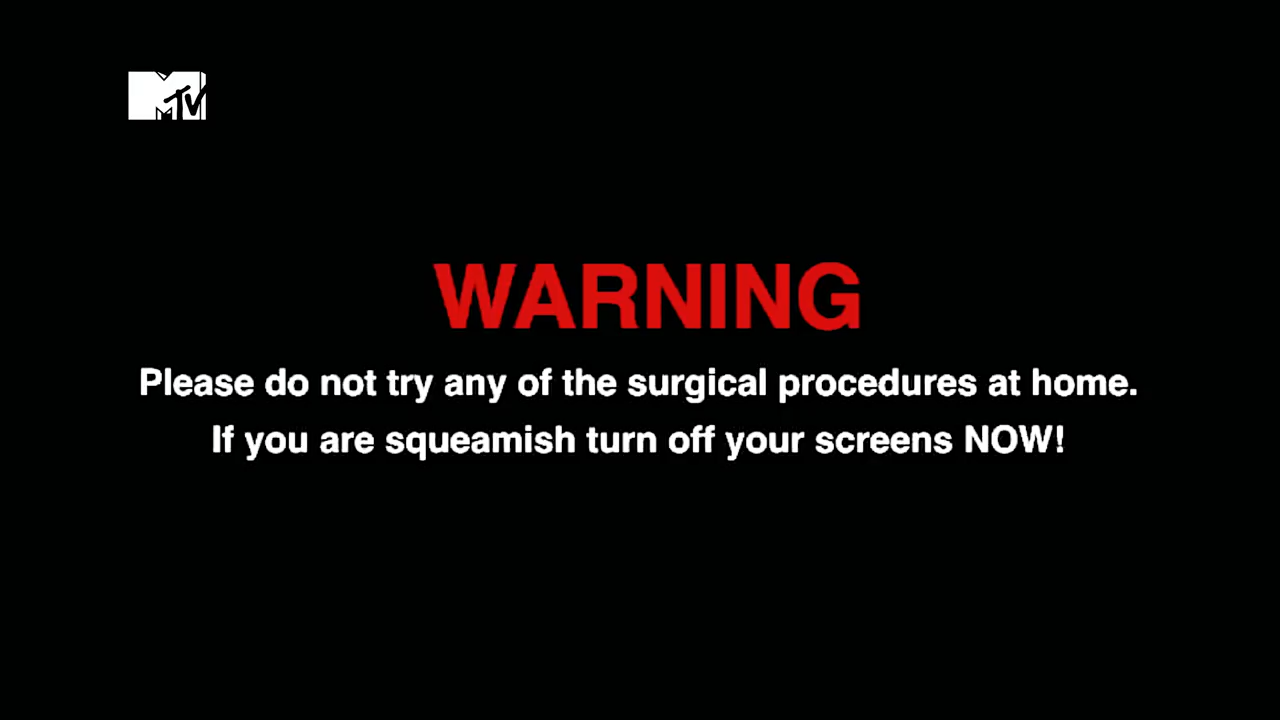 MTV
WARNING
Please do not try any of the surgical procedures at home.
If you are squeamish turn off your screens NOW!